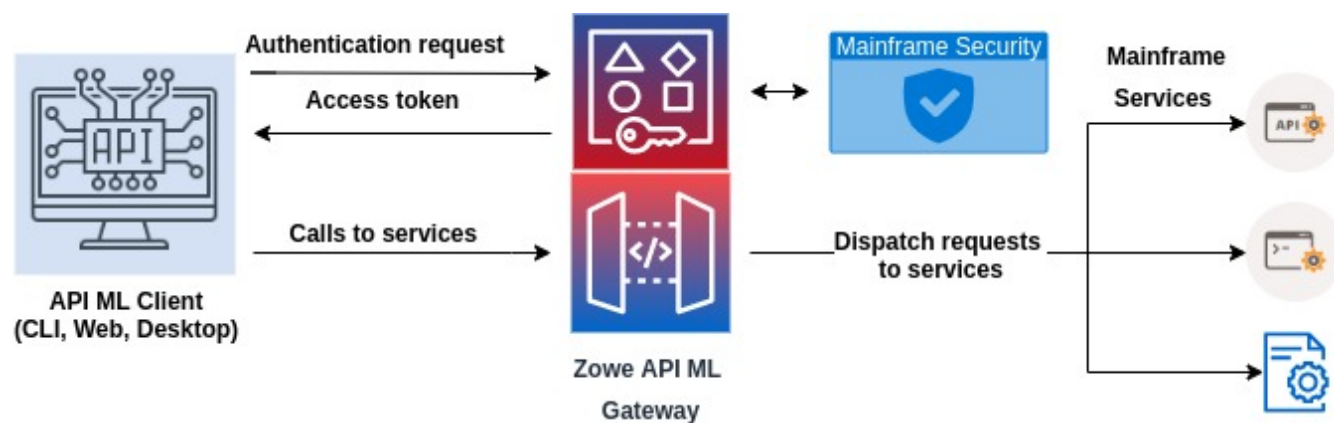 Authentication request
Access token
API
Calls to services
API ML Client
(CLI, Web, Desktop)
</>
Zowe API ML
Gateway
Mainframe Security
Dispatch requests
to services
Mainframe
Services
API
>-